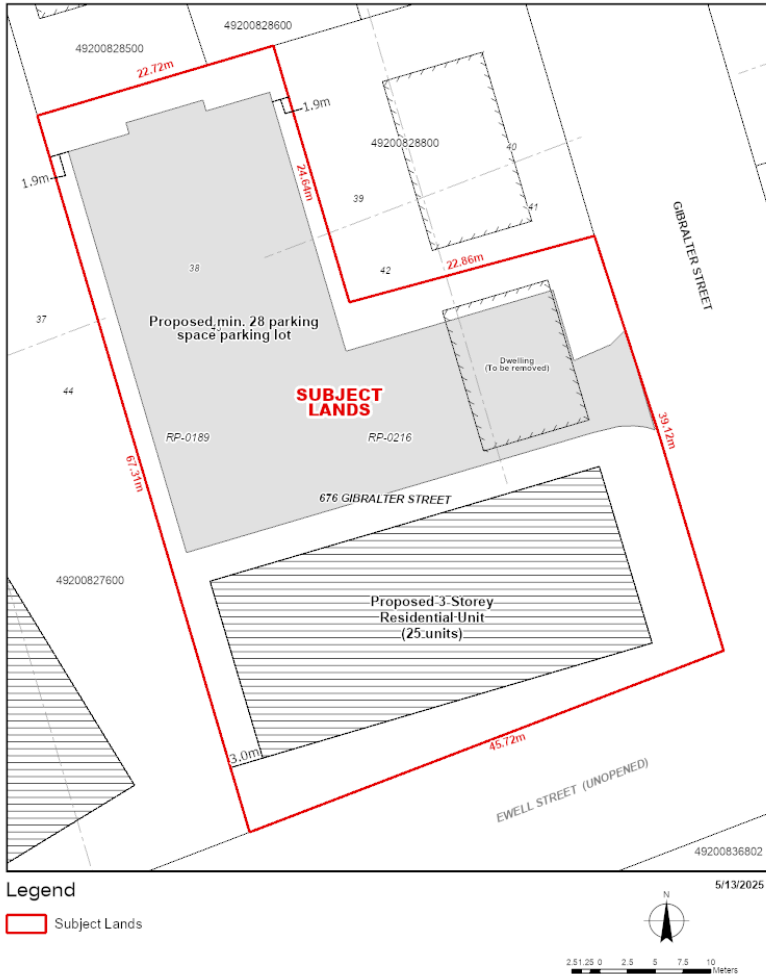 49200828600
49200828500
22.72m
1.9m
49200828800
40
1.9m
24.64m
39
41
GIBRALTER STREET
42
22.86m
38
37
Proposed min. 28 parking
space parking lot
Dwelling
(To be removed)
44
SUBJECT
LANDS
39.12m
RP-0189
RP-0216
67.31m
676 GIBRALTER STREET
49200827600
Proposed 3-Storey
Residential Unit
(25 units)
3.0m
45.72m
EWELL STREET (UNOPENED)
49200836802
Legend
5/13/2025
Subject Lands
N
2.5 1.25 0 2.5 5 7.5 10
Meters